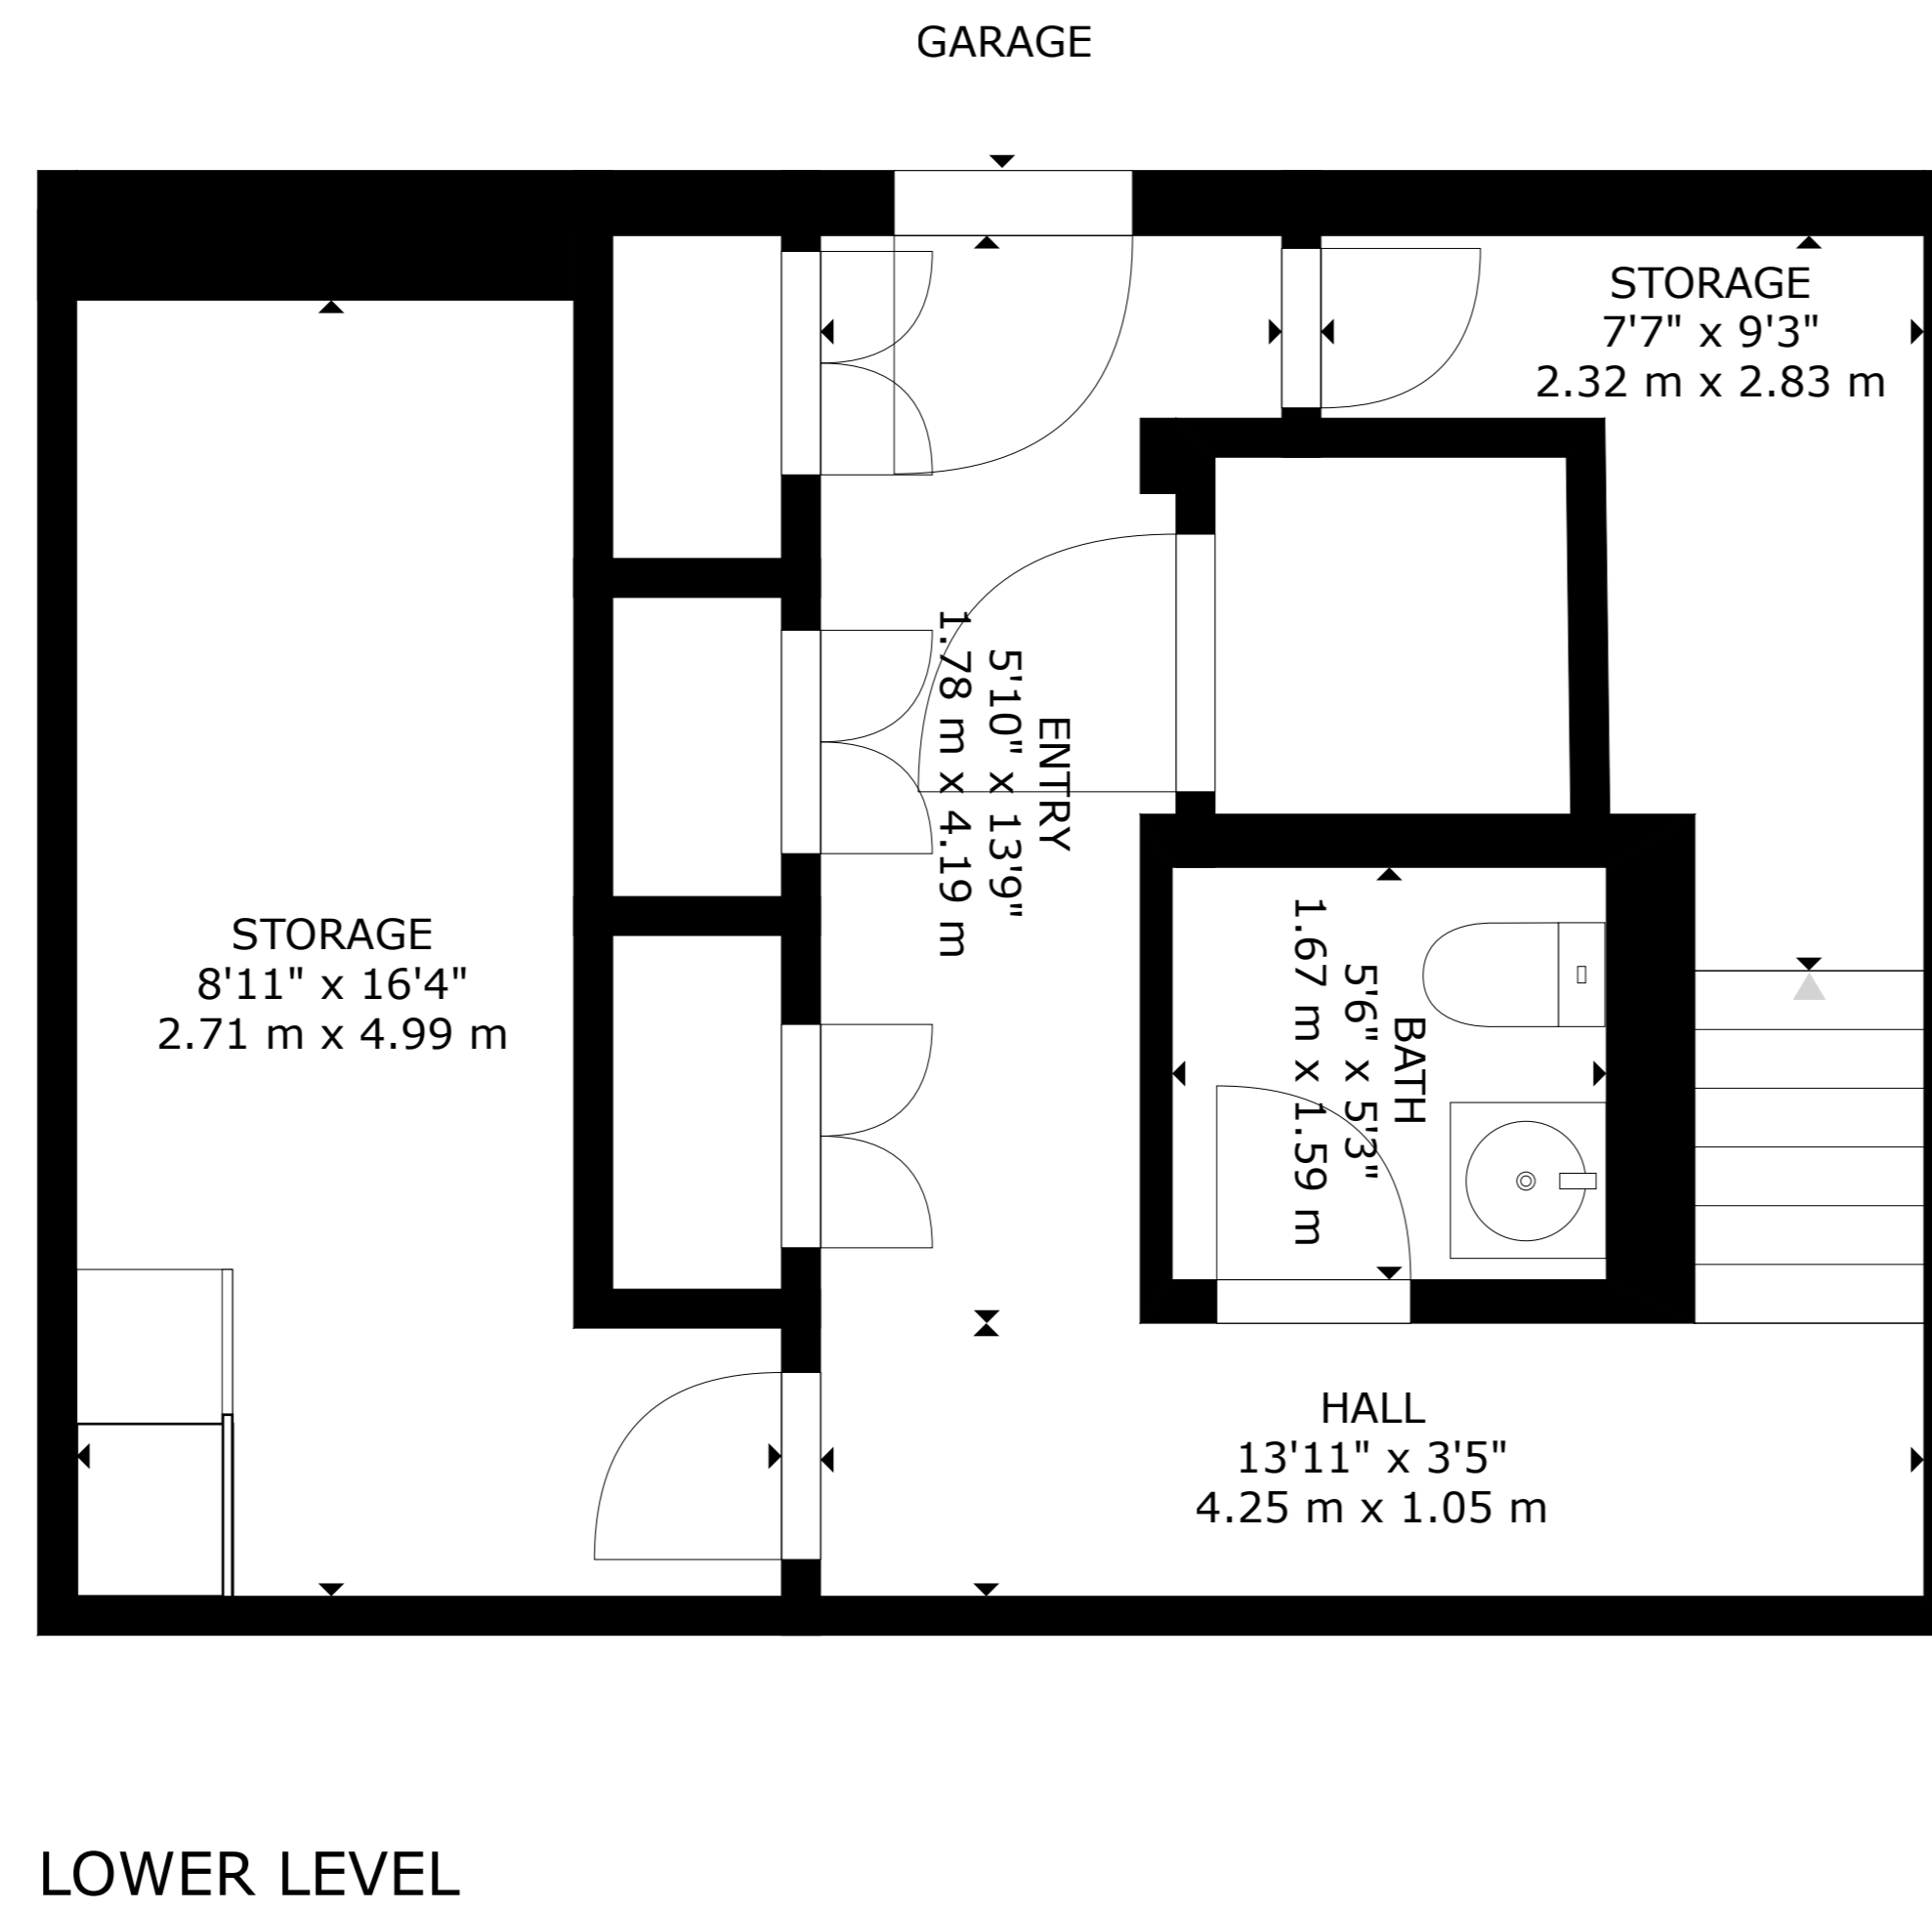 GARAGE
STORAGE
7'7" x 9'3"
2.32 m x 2.83 m
ENTRY
5'10" x 13'9"
1.78 m x 4.19 m
STORAGE
8'11" x 16'4"
2.71 m x 4.99 m
BATH
5'6" x 5'3"
1.67 m x 1.59 m
HALL
13'11" x 3'5"
4.25 m x 1.05 m
LOWER LEVEL